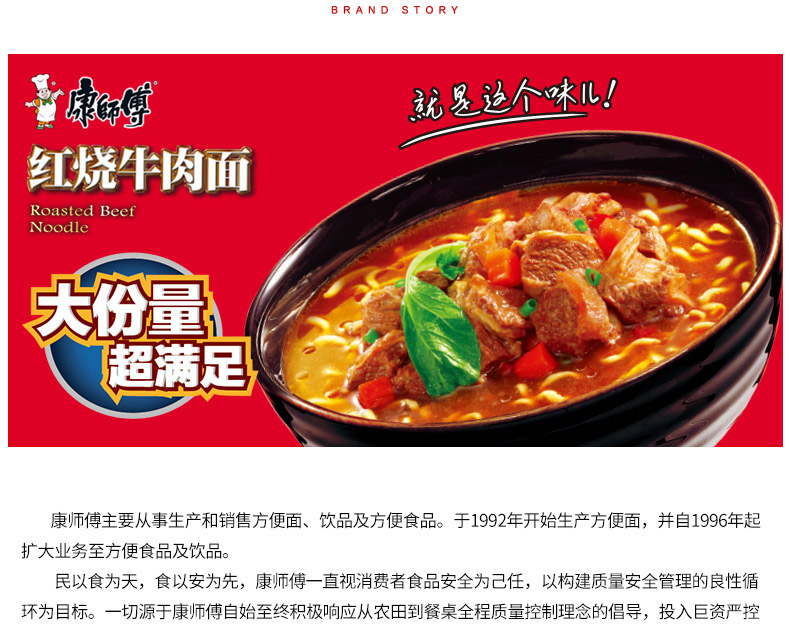 BRAND STORY
就是这个味儿!
康師傅
红烧牛肉面
Roasted Beef
Noodle
大份量
超满足
康师傅主要从事生产和销售方便面、饮品及方便食品。于1992年开始生产方便面，并自1996年起
扩大业务至方便食品及饮品。
民以食为天，食以安为先，康师傅一直视消费者食品安全为己任，以构建质量安全管理的良性循
环为目标。一切源于康师傅自始至终积极响应从农田到餐桌全程质量控制理念的倡导，投入巨资严控